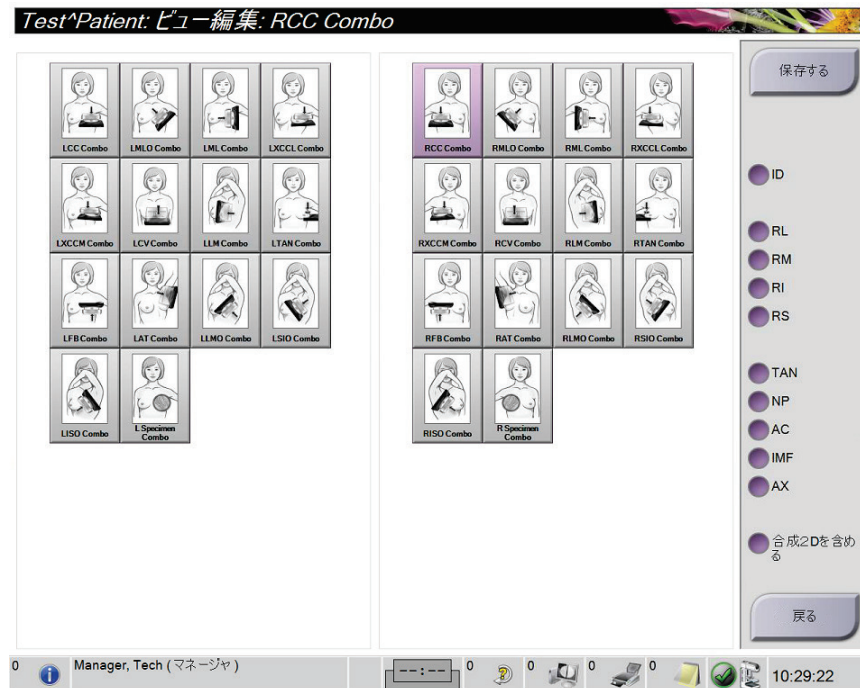 Test^Patient: ビュー編集: RCC Combo
LCC Combo
LMLO Combo
LML Combo
LXCCL Combo
LXCCM Combo
LCV Combo
LLM Combo
LTAN Combo
LFB Combo
LAT Combo
LLMO Combo
LSIO Combo
LISO Combo
L Specimen
Combo
RCC Combo
RMLO Combo
RML Combo
RXCCL Combo
RXCCM Combo
RCV Combo
RLM Combo
RTAN Combo
RFB Combo
RAT Combo
RLMO Combo
RSIO Combo
RISO Combo
R Specimen
Combo
保存する
ID
RL
RM
RI
RS
TAN
NP
AC
IMF
AX
合成2Dを含め
る
戻る
0 Manager, Tech (マネージャ) --:-- 0 0 0 0 10:29:22